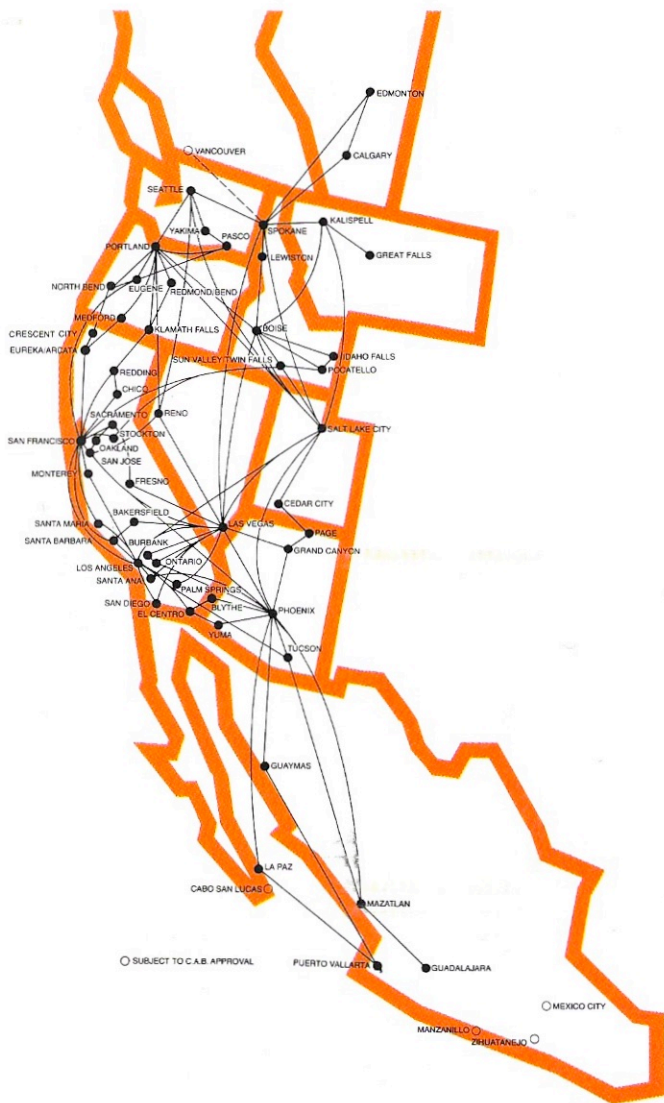 EDMONTON
VANCOUVER
CALGARY
SEATTLE
KALISPELL
YAKIMA
PASCO
SPOKANE
PORTLAND
LEWISTON
GREAT FALLS
NORTH BEND
EUGENE
REDMOND/BEND
MEDFORD
CRESCENT CITY
KLAMATH FALLS
BOISE
EUREKA/ARCATA
SUN VALLEY TWIN FALLS
IDAHO FALLS
POCATELLO
REDDING
CHICO
SACRAMENTO
RENO
STOCKTON
SALT LAKE CITY
SAN FRANCISCO
OAKLAND
SAN JOSE
MONTEREY
FRESNO
CEDAR CITY
BAKERSFIELD
SANTA MARIA
LAS VEGAS
PAGE
SANTA BARBARA
BURBANK
GRAND CANYON
LOS ANGELES
ONTARIO
SANTA ANA
PALM SPRINGS
SAN DIEGO
BLYTHE
PHOENIX
EL CENTRO
YUMA
TUCSON
GUAYMAS
LA PAZ
CABO SAN LUCAS
MAZATLAN
SUBJECT TO C.A.B. APPROVAL
PUERTO VALLARTA
GUADALAJARA
MEXICO CITY
MANZANILLO
ZIHUATANEJO